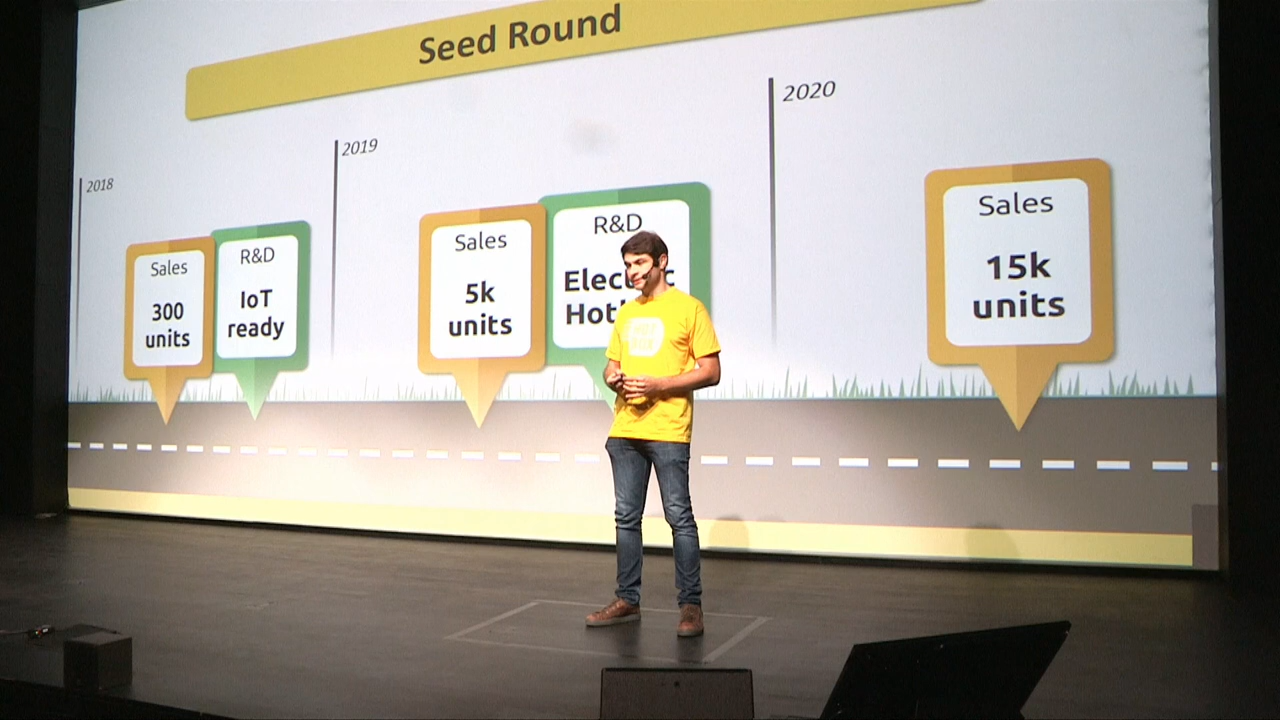 Seed Round
2018
2019
2020
Sales
300
units
R&D
IoT
ready
Sales
5k
units
R&D
Sales
15k
units